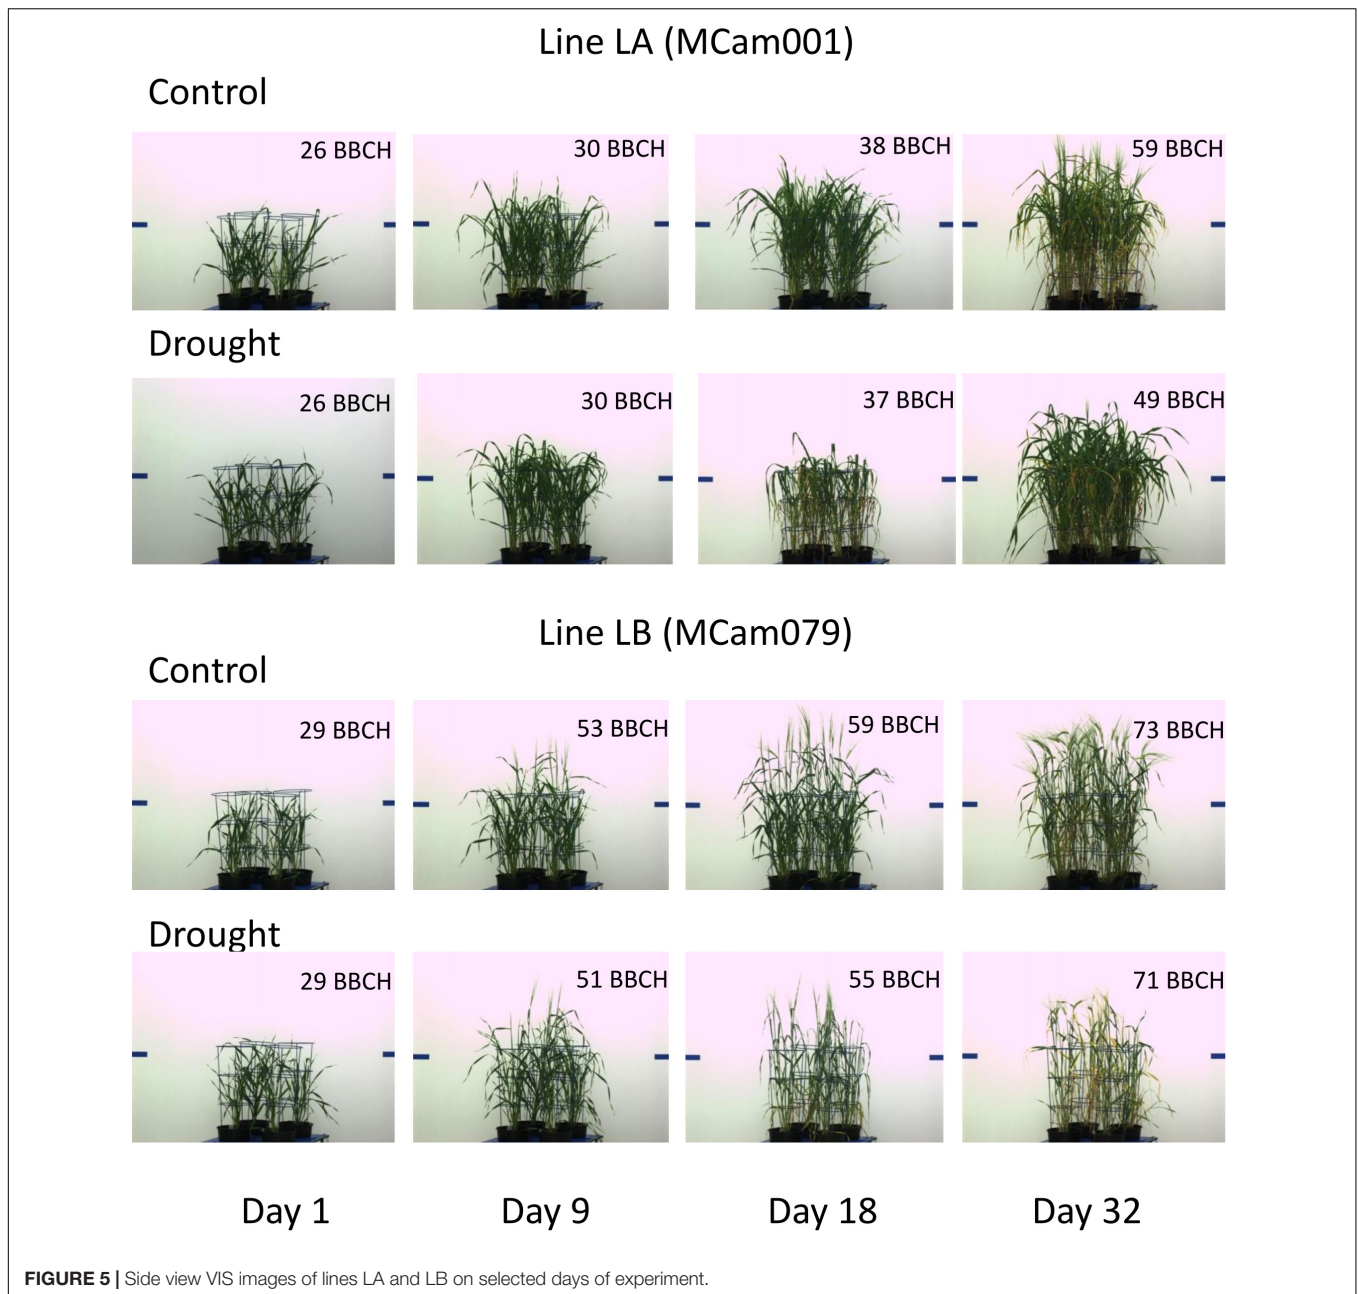 Line LA (MCam001)
Control
26 BBCH
30 BBCH
38 BBCH
59 BBCH
Drought
26 BBCH
30 BBCH
37 BBCH
49 BBCH
Line LB (MCam079)
Control
29 BBCH
53 BBCH
59 BBCH
73 BBCH
Drought
29 BBCH
51 BBCH
55 BBCH
71 BBCH
Day 1
Day 9
Day 18
Day 32
FIGURE 5 | Side view VIS images of lines LA and LB on selected days of experiment.